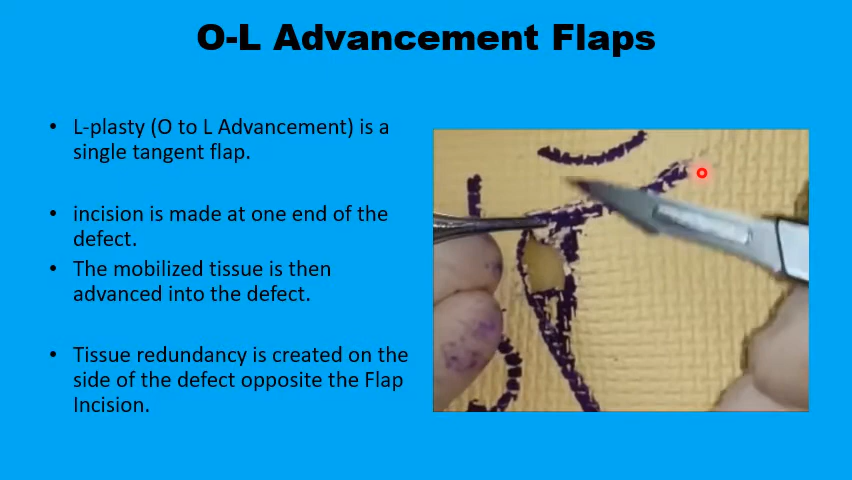 O-L Advancement Flaps
• L-plasty (O to L Advancement) is a
single tangent flap.
• incision is made at one end of the
defect.
• The mobilized tissue is then
advanced into the defect.
• Tissue redundancy is created on the
side of the defect opposite the Flap
Incision.